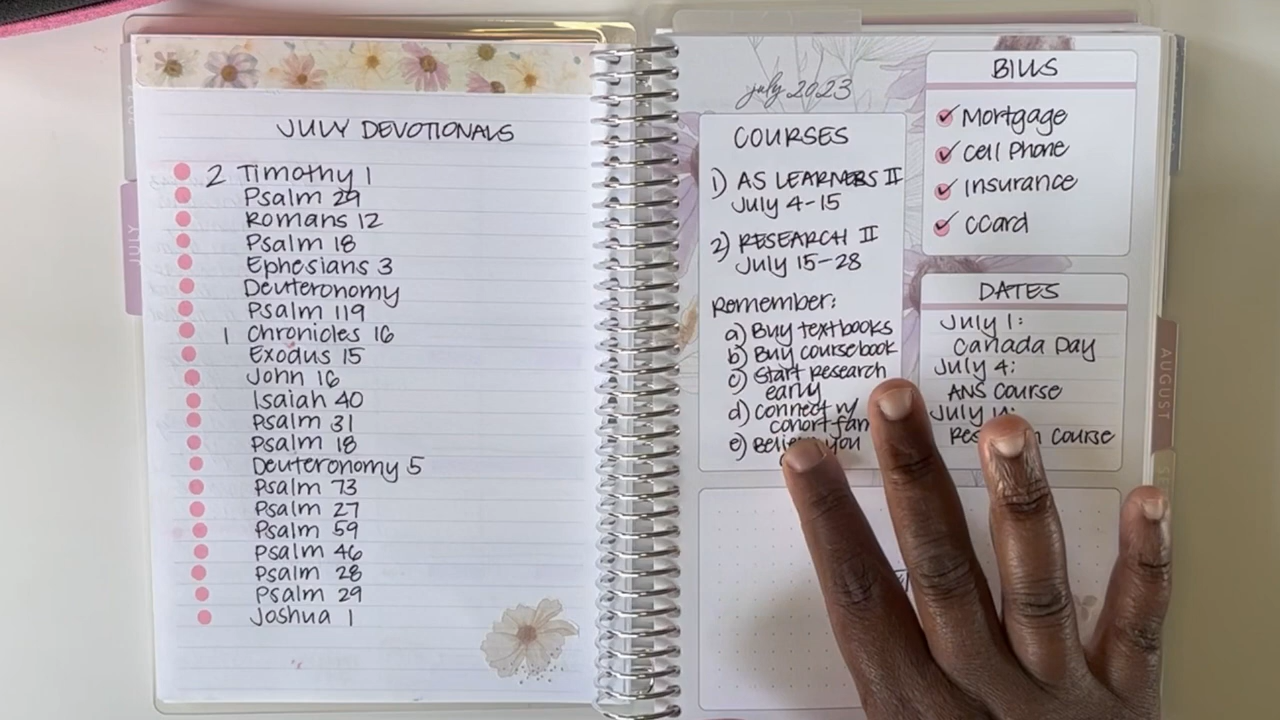 JULY DEVOTIONALS
2 Timothy 1
Psalm 29
Romans 12
Psalm 18
Ephesians 3
Deuteronomy
Psalm 119
1 Chronicles 16
Exodus 15
John 16
Isaiah 40
Psalm 31
Psalm 18
Deuteronomy 5
Psalm 73
Psalm 27
Psalm 59
Psalm 46
Psalm 28
Psalm 29
Joshua 1
JULY
july 2023
COURSES
1) AS LEARNERS II
July 4-15
2) RESEARCH II
July 15-28
Remember:
a) Buy textbooks
b) Buy coursebook
c) Start Research
early
d) Connect w/
cohort fam
e) you
BILLS
Mortgage
Cell Phone
Insurance
CCard
DATES
July 1:
Canada Day
July 4:
ANS Course
July
Course
AUGUST